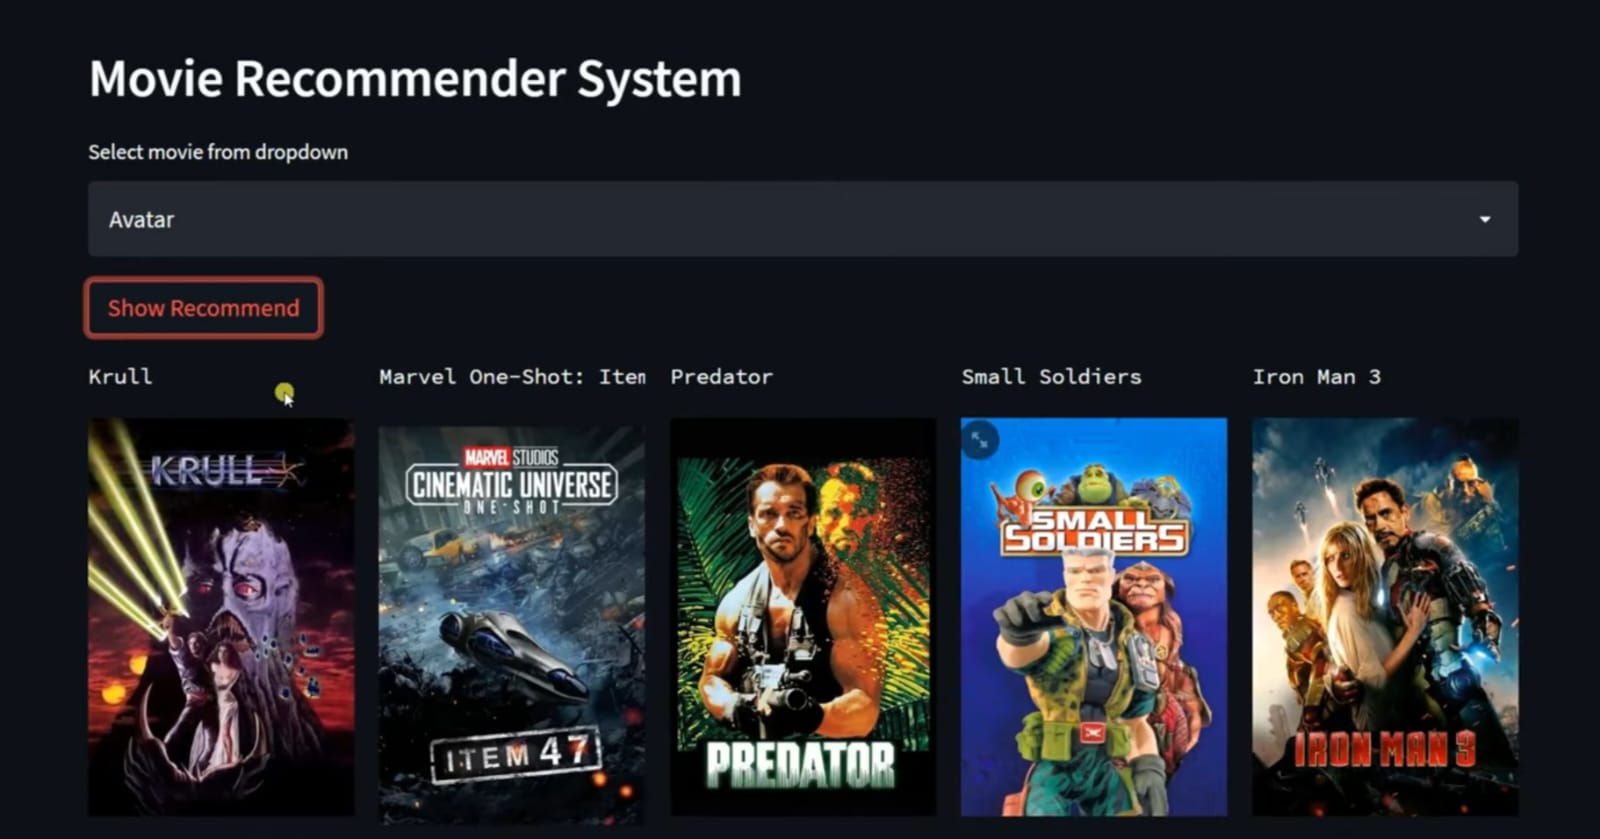 Movie Recommender System
Select movie from dropdown
Avatar
Show Recommend
Krull
Marvel One-Shot: Item
Predator
Small Soldiers
Iron Man 3
KRULL
MARVEL STUDIOS
CINEMATIC UNIVERSE
ONE-SHOT
ITEM 47
PREDATOR
SMALL
SOLDIERS
IRON MAN 3